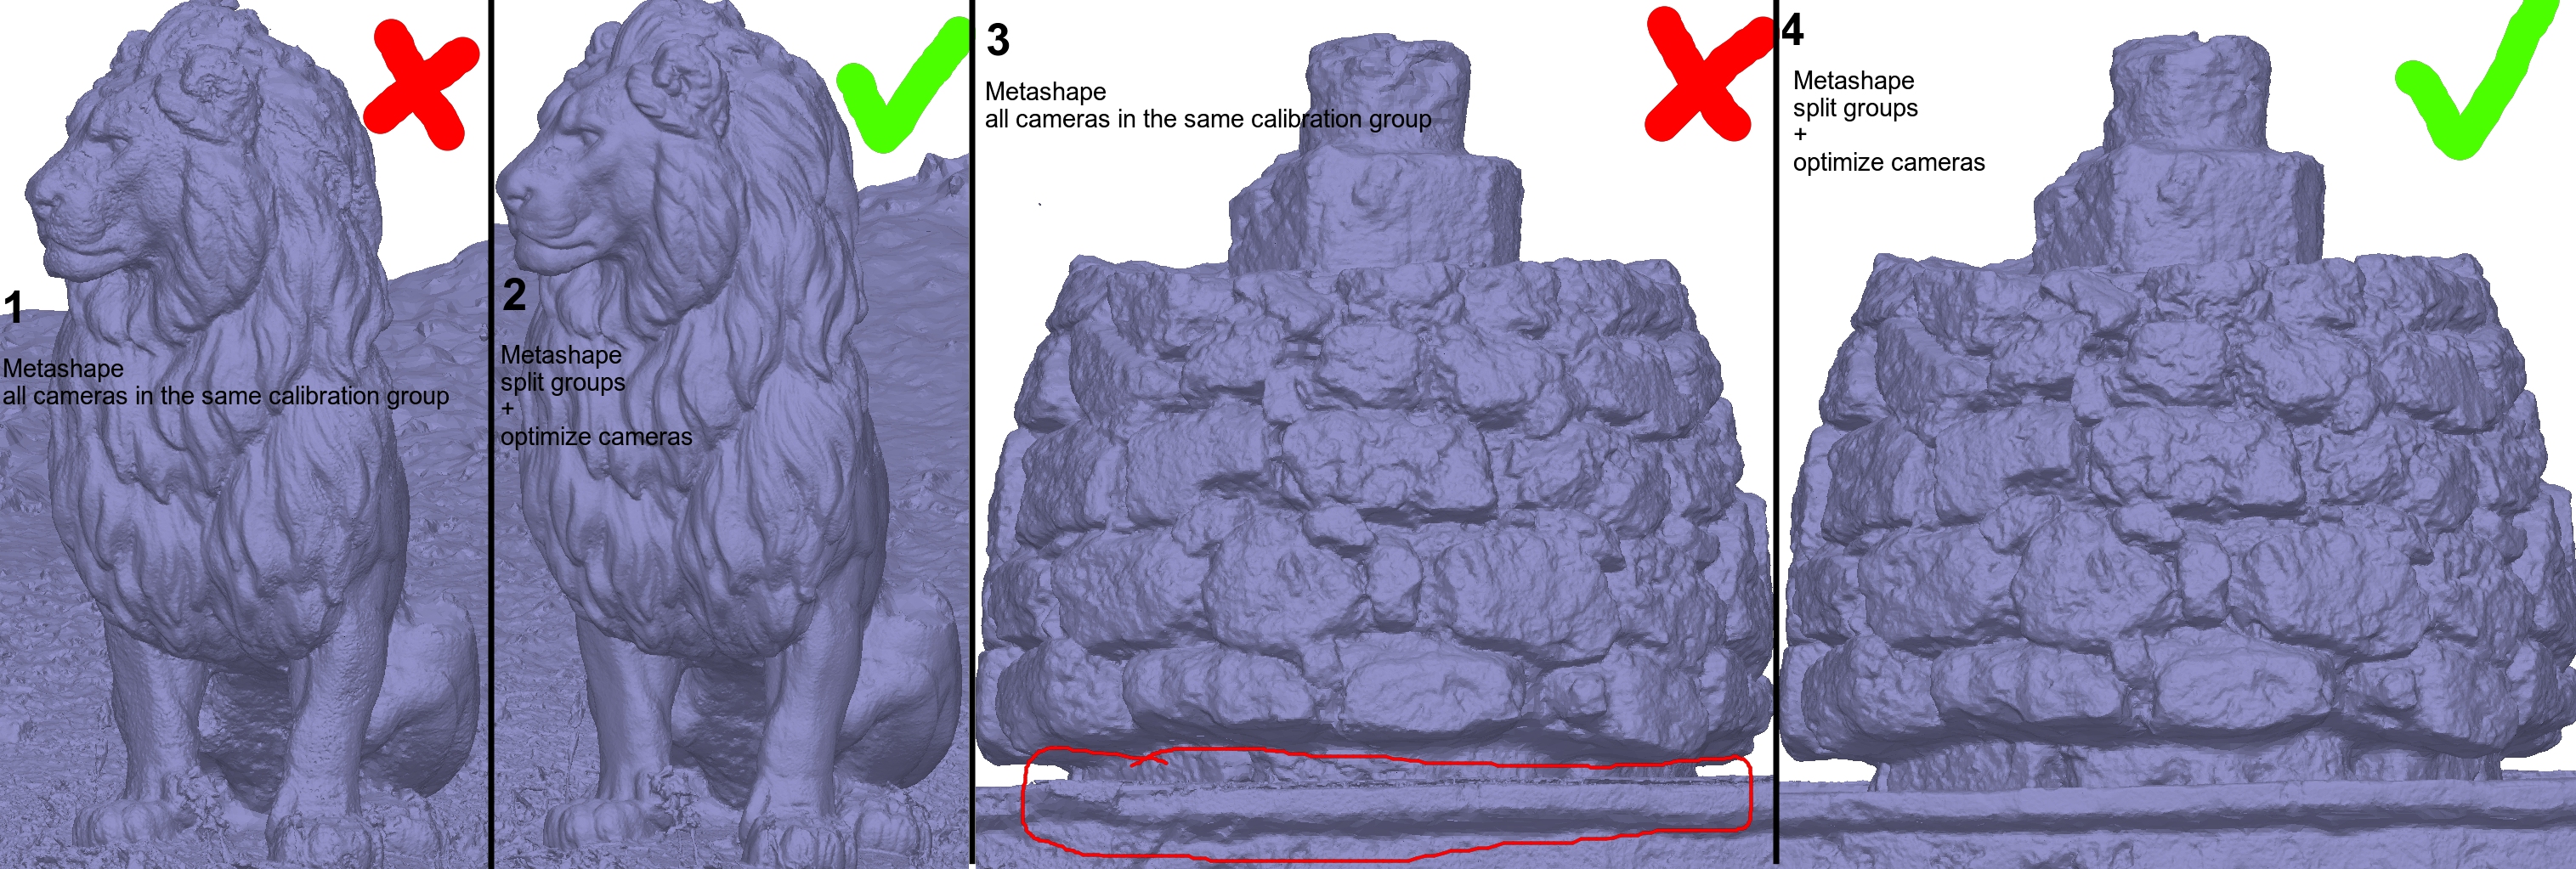 1
Metashape
all cameras in the same calibration group
2
Metashape
split groups
+
optimize cameras
3
Metashape
all cameras in the same calibration group
4
Metashape
split groups
+
optimize cameras